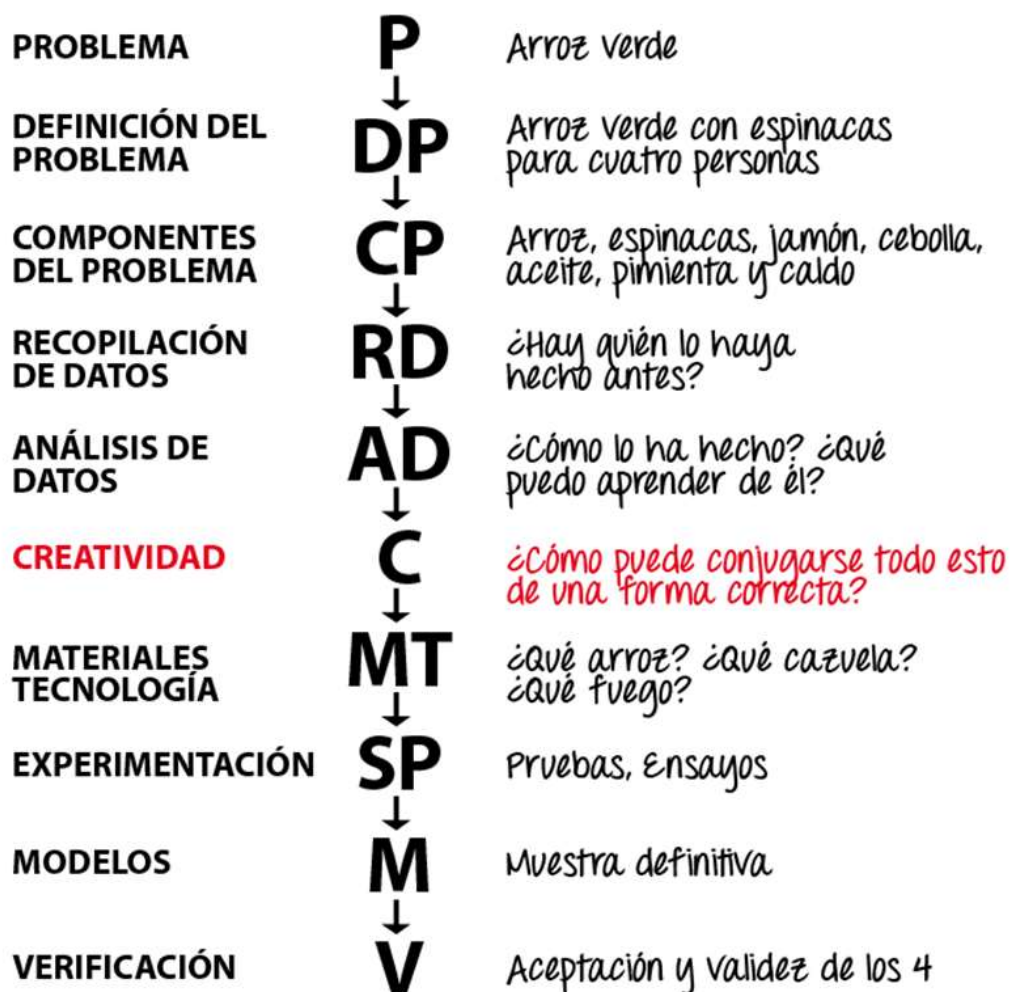 PROBLEMA P Arroz verde
DEFINICIÓN DEL
PROBLEMA
DP
Arroz verde con espinacas
para cuatro personas
COMPONENTES
DEL PROBLEMA
CP
Arroz, espinacas, jamón, cebolla,
aceite, pimienta y caldo
RECOPILACIÓN
DE DATOS
RD
¿Hay quién lo haya
hecho antes?
ANÁLISIS DE
DATOS
AD
¿Cómo lo ha hecho? ¿Qué
puedo aprender de él?
CREATIVIDAD
C
¿Cómo puede conjugarse todo esto
de una forma correcta?
MATERIALES
TECNOLOGÍA
MT
¿Qué arroz? ¿Qué cazuela?
¿Qué fuego?
EXPERIMENTACIÓN SP Pruebas, Ensayos
MODELOS M Muestra definitiva
VERIFICACIÓN V Aceptación y validez de los 4